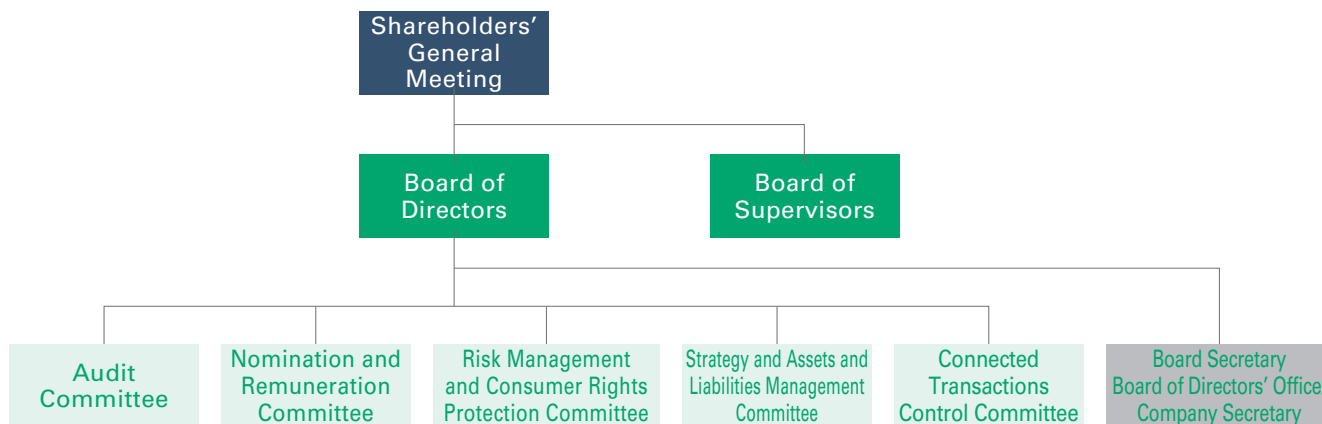 Shareholders'
General
Meeting
Board of
Directors
Board of
Supervisors
Audit
Committee
Nomination and
Remuneration
Committee
Risk Management
and Consumer Rights
Protection Committee
Strategy and Assets and
Liabilities Management
Committee
Connected
Transactions
Control Committee
Board Secretary
Board of Directors' Office
Company Secretary